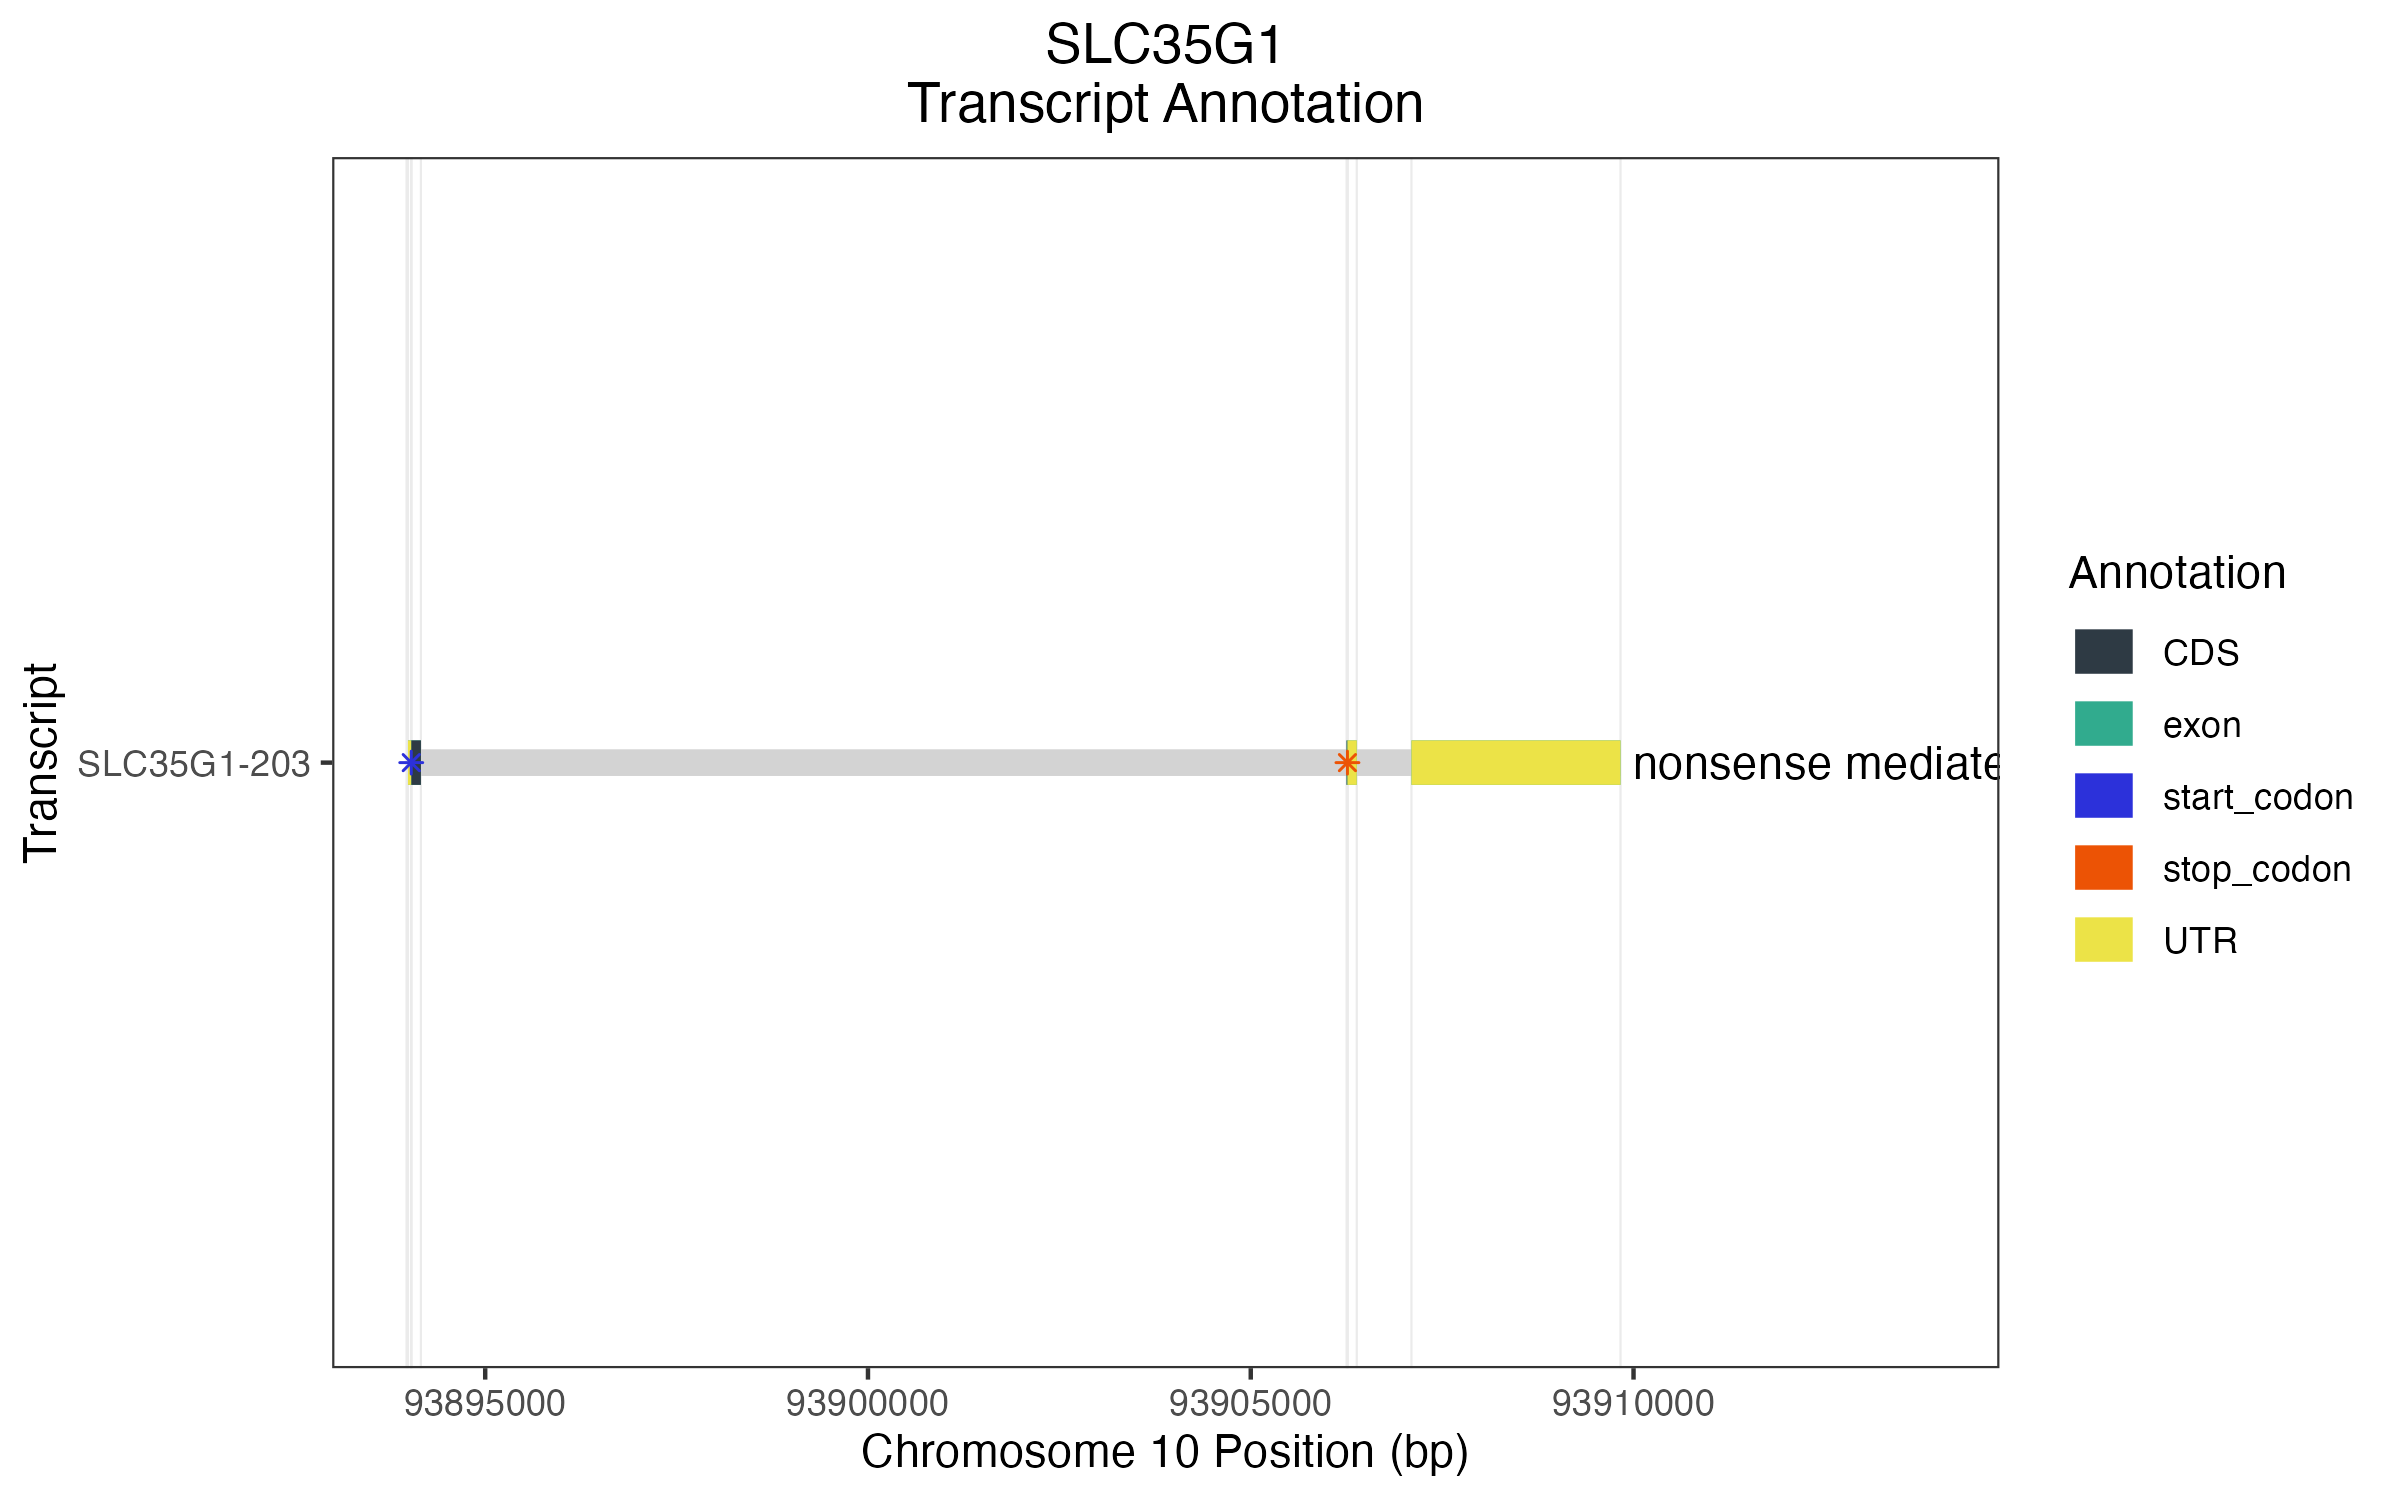 SLC35G1
Transcript Annotation
Transcript
SLC35G1-203
nonsense mediate
93895000
93900000
93905000
93910000
Chromosome 10 Position (bp)
Annotation
CDS
exon
start_codon
stop_codon
UTR